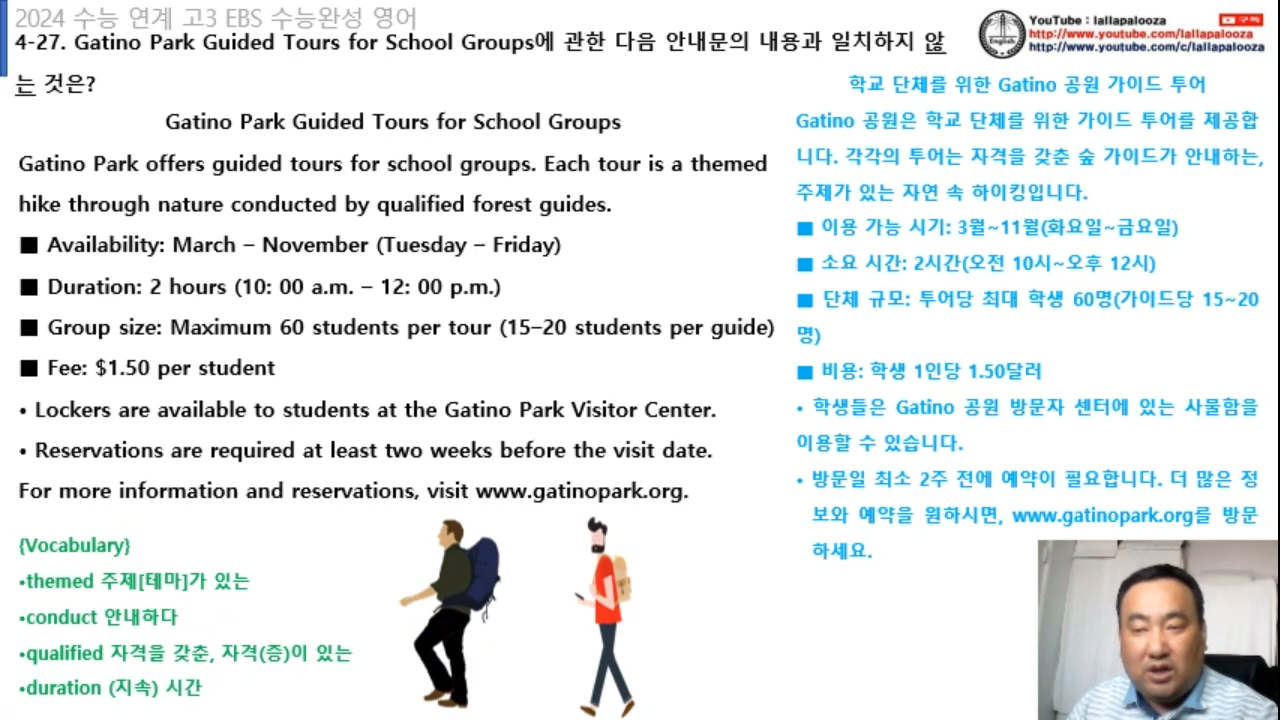 2024 수능 연계 고3 EBS 수능완성 영어
4-27. Gatino Park Guided Tours for School Groups에 관한 다음 안내문의 내용과 일치하지 않
는 것은?
Gatino Park Guided Tours for School Groups
Gatino Park offers guided tours for school groups. Each tour is a themed
hike through nature conducted by qualified forest guides.
■ Availability: March – November (Tuesday – Friday)
■ Duration: 2 hours (10: 00 a.m. – 12: 00 p.m.)
■ Group size: Maximum 60 students per tour (15–20 students per guide)
■ Fee: $1.50 per student
• Lockers are available to students at the Gatino Park Visitor Center.
• Reservations are required at least two weeks before the visit date.
For more information and reservations, visit www.gatinopark.org.
{Vocabulary}
•themed 주제[테마]가 있는
•conduct 안내하다
•qualified 자격을 갖춘, 자격(증)이 있는
•duration (지속) 시간
English
YouTube : lallapalooza
구독
http://www.youtube.com/lallapalooza
http://www.youtube.com/c/lallapalooza
학교 단체를 위한 Gatino 공원 가이드 투어
Gatino 공원은 학교 단체를 위한 가이드 투어를 제공합
니다. 각각의 투어는 자격을 갖춘 숲 가이드가 안내하는,
주제가 있는 자연 속 하이킹입니다.
■ 이용 가능 시기: 3월~11월(화요일~금요일)
■ 소요 시간: 2시간(오전 10시~오후 12시)
■ 단체 규모: 투어당 최대 학생 60명(가이드당 15~20
명)
■ 비용: 학생 1인당 1.50달러
• 학생들은 Gatino 공원 방문자 센터에 있는 사물함을
이용할 수 있습니다.
• 방문일 최소 2주 전에 예약이 필요합니다. 더 많은 정
보와 예약을 원하시면, www.gatinopark.org를 방문
하세요.